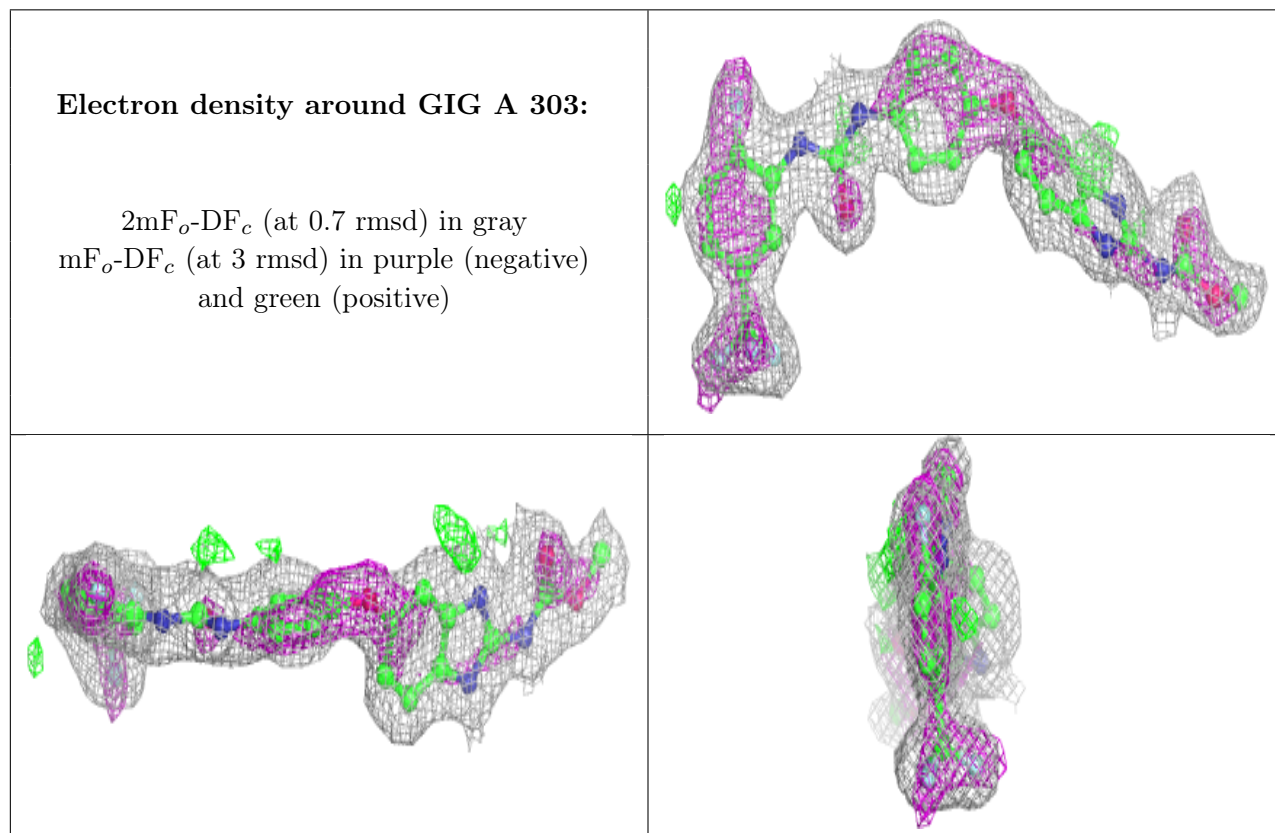 Electron density around GIG A 303:
2mFo-DFc (at 0.7 rmsd) in gray
mFo-DFc (at 3 rmsd) in purple (negative)
and green (positive)